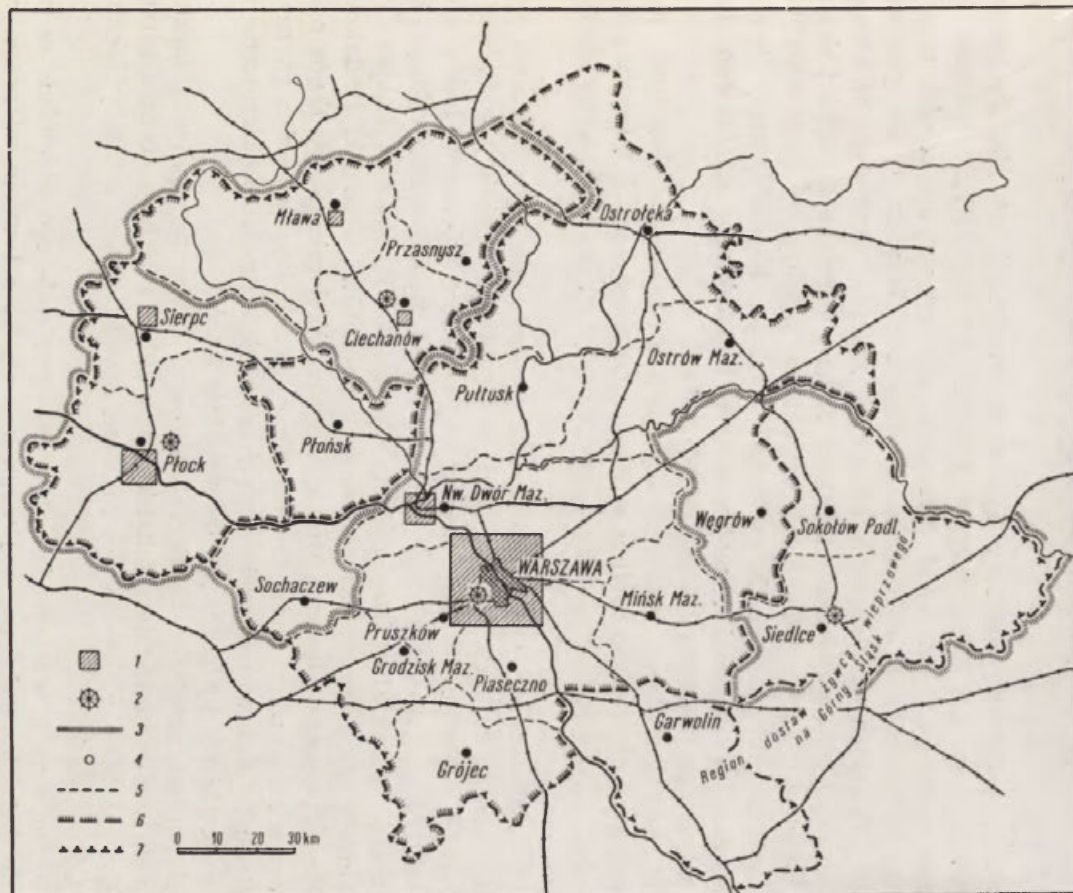 Ostrołęka
Mława
Przasnysz
Sierpc
Ciechanów
Ostrów Maz.
Pułtusk
Płońsk
Płock
Nw. Dwór Maz.
Węgrów
Sokołów Podl.
WARSZAWA
Sochaczew
Mińsk Maz.
Pruszków
Siedlce
Grodzisk Maz.
Piaseczno
Garwolin
Grójec
Region dostaw żywca wieprzowego
na Górny Śląsk
1
2
3
4
5
6
7
0 10 20 30 km